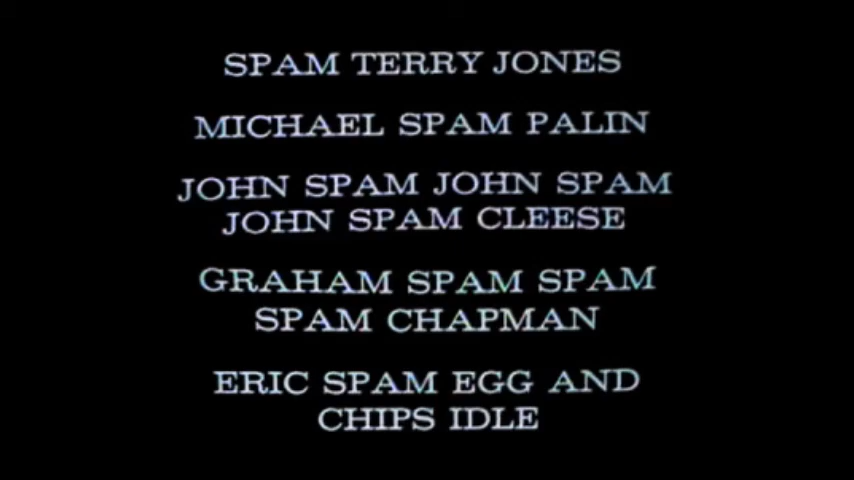 SPAM TERRY JONES
MICHAEL SPAM PALIN
JOHN SPAM JOHN SPAM
JOHN SPAM CLEESE
GRAHAM SPAM SPAM
SPAM CHAPMAN
ERIC SPAM EGG AND
CHIPS IDLE